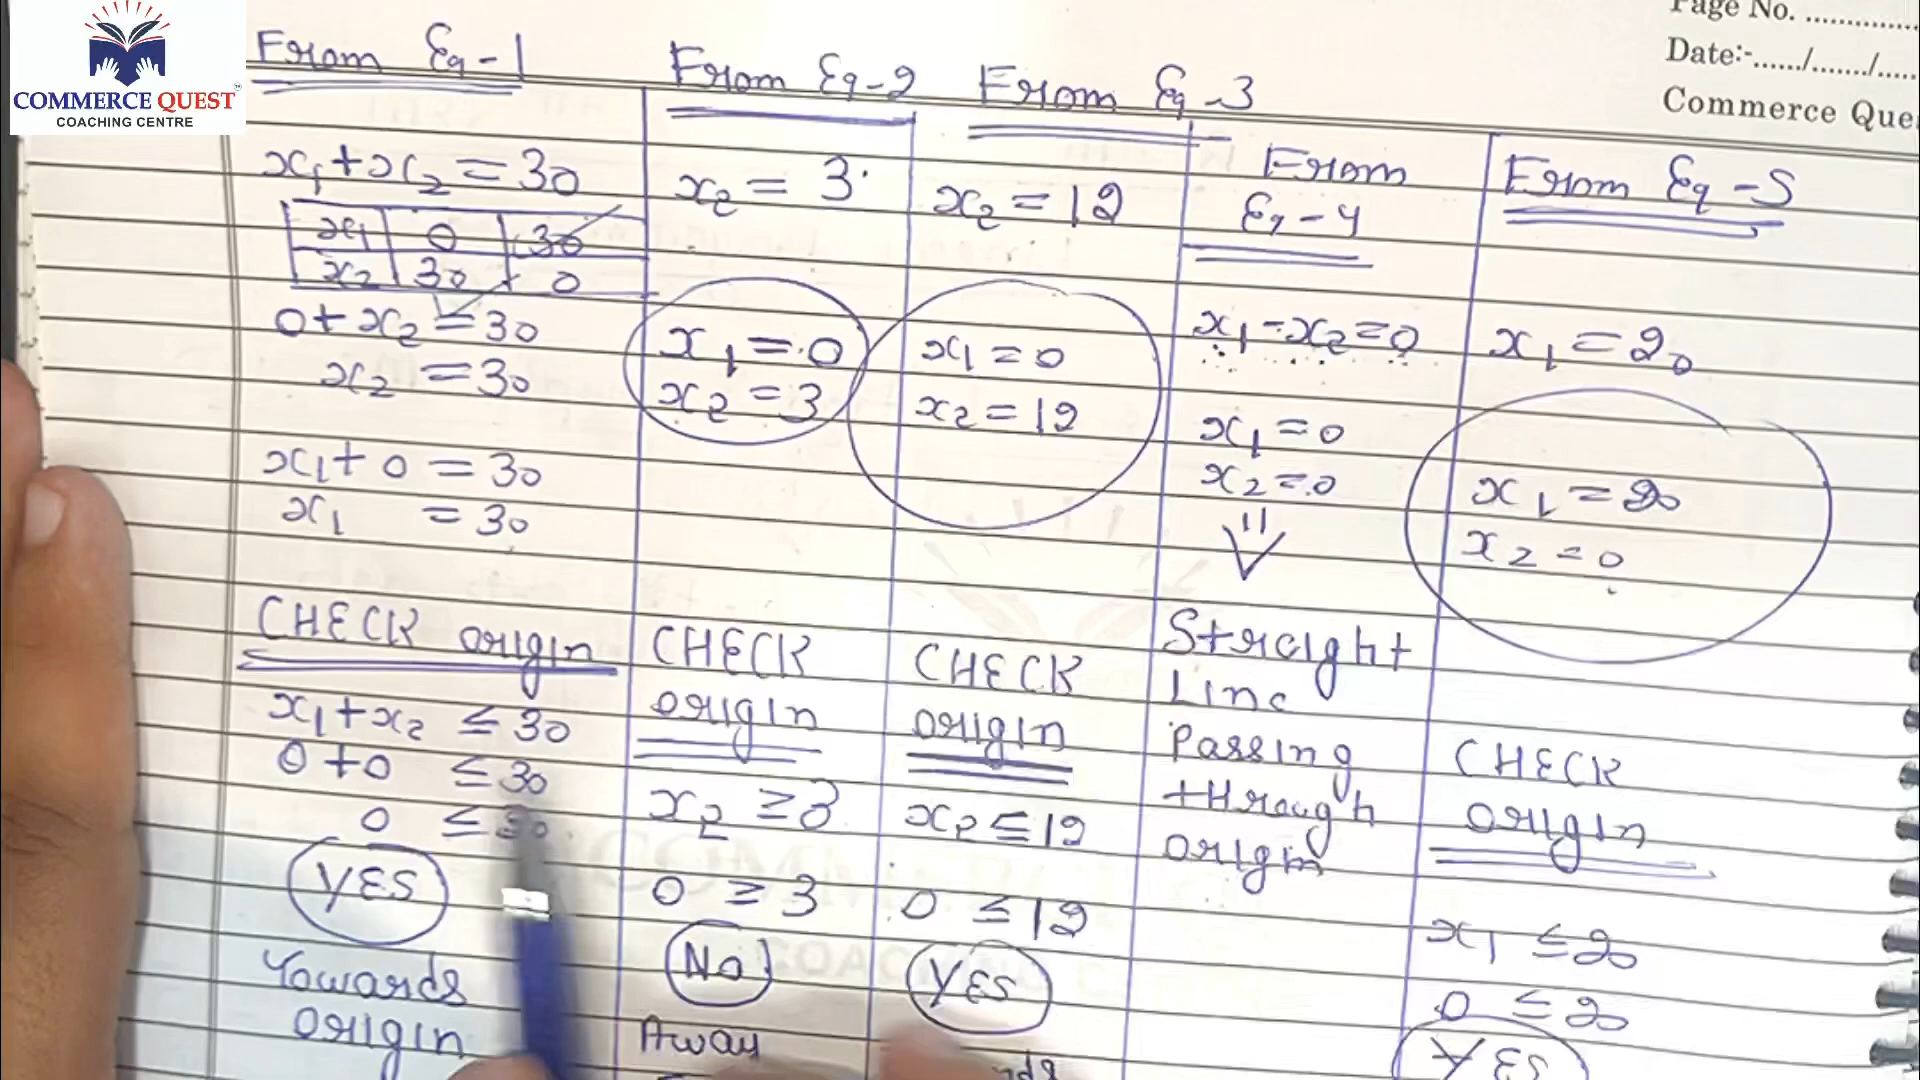 COMMERCE QUEST
COACHING CENTRE
Page No. ...............
Date:-....../......./.....
Commerce Que
From Eq-1
x1+x2 = 30
x1 0 30
x2 30 0
0+x2 = 30
x2 = 30
x1+0 = 30
x1 = 30
CHECK origin
x1+x2 ≤ 30
0+0 ≤ 30
0 ≤ 30
YES
Towards
origin
From Eq-2
x2 = 3
x1 = 0
x2 = 3
CHECK
origin
x2 ≥ 3
0 ≥ 3
No
Away
From Eq-3
x2 = 12
x1 = 0
x2 = 12
CHECK
origin
x2 ≤ 12
0 ≤ 12
YES
From
Eq-4
x1-x2=0
x1=0
x2=0
Straight
Line
Passing
through
origin
From Eq-5
x1 = 20
x1 = 20
x2 = 0
CHECK
origin
x1 ≤ 20
0 ≤ 20
YES